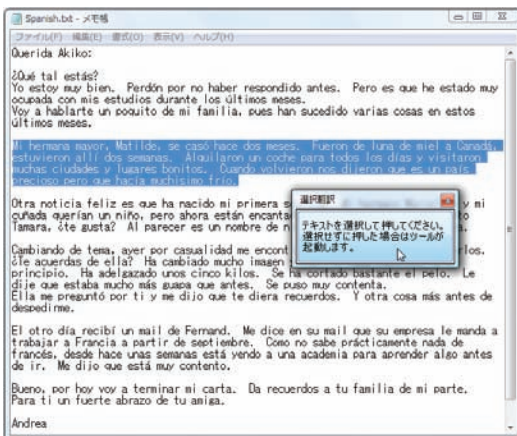 Spanish.txt - メモ帳
ファイル(F) 編集(E) 書式(O) 表示(V) ヘルプ(H)
Querida Akiko:
¿Qué tal estás?
Yo estoy muy bien. Perdón por no haber respondido antes. Pero es que he estado muy
ocupada con mis estudios durante los últimos meses.
Voy a hablarte un poquito de mi familia, pues han sucedido varias cosas en estos
últimos meses.
Mi hermana mayor, Matilde, se casó hace dos meses. Fueron de luna de miel a Canadá,
estuvieron allí dos semanas. Alquilaron un coche para todos los días y visitaron
muchas ciudades y lugares bonitos. Cuando volvieron nos dijeron que es un país
precioso pero que hacía muchísimo frío.
選択翻訳
テキストを選択して押してください。
選択せずに押した場合はツールが
起動します。
Otra noticia feliz es que ha nacido mi primera s y mi
cuñada querían un niño, pero ahora están encanta
Tamara, ¿te gusta? Al parecer es un nombre de n
Cambiando de tema, ayer por casualidad me encont rlos.
¿Te acuerdas de ella? Ha cambiado mucho imagen
principio. Ha adelgazado unos cinco kilos. Se ha cortado bastante el pelo. Le
dije que estaba mucho más guapa que antes. Se puso muy contenta.
Ella me preguntó por ti y me dijo que te diera recuerdos. Y otra cosa más antes de
despedirme.
El otro día recibí un mail de Fernand. Me dice en su mail que su empresa le manda a
trabajar a Francia a partir de septiembre. Como no sabe prácticamente nada de
francés, desde hace unas semanas está yendo a una academia para aprender algo antes
de ir. Me dijo que está muy contento.
Bueno, por hoy voy a terminar mi carta. Da recuerdos a tu familia de mi parte.
Para ti un fuerte abrazo de tu amiga.
Andrea